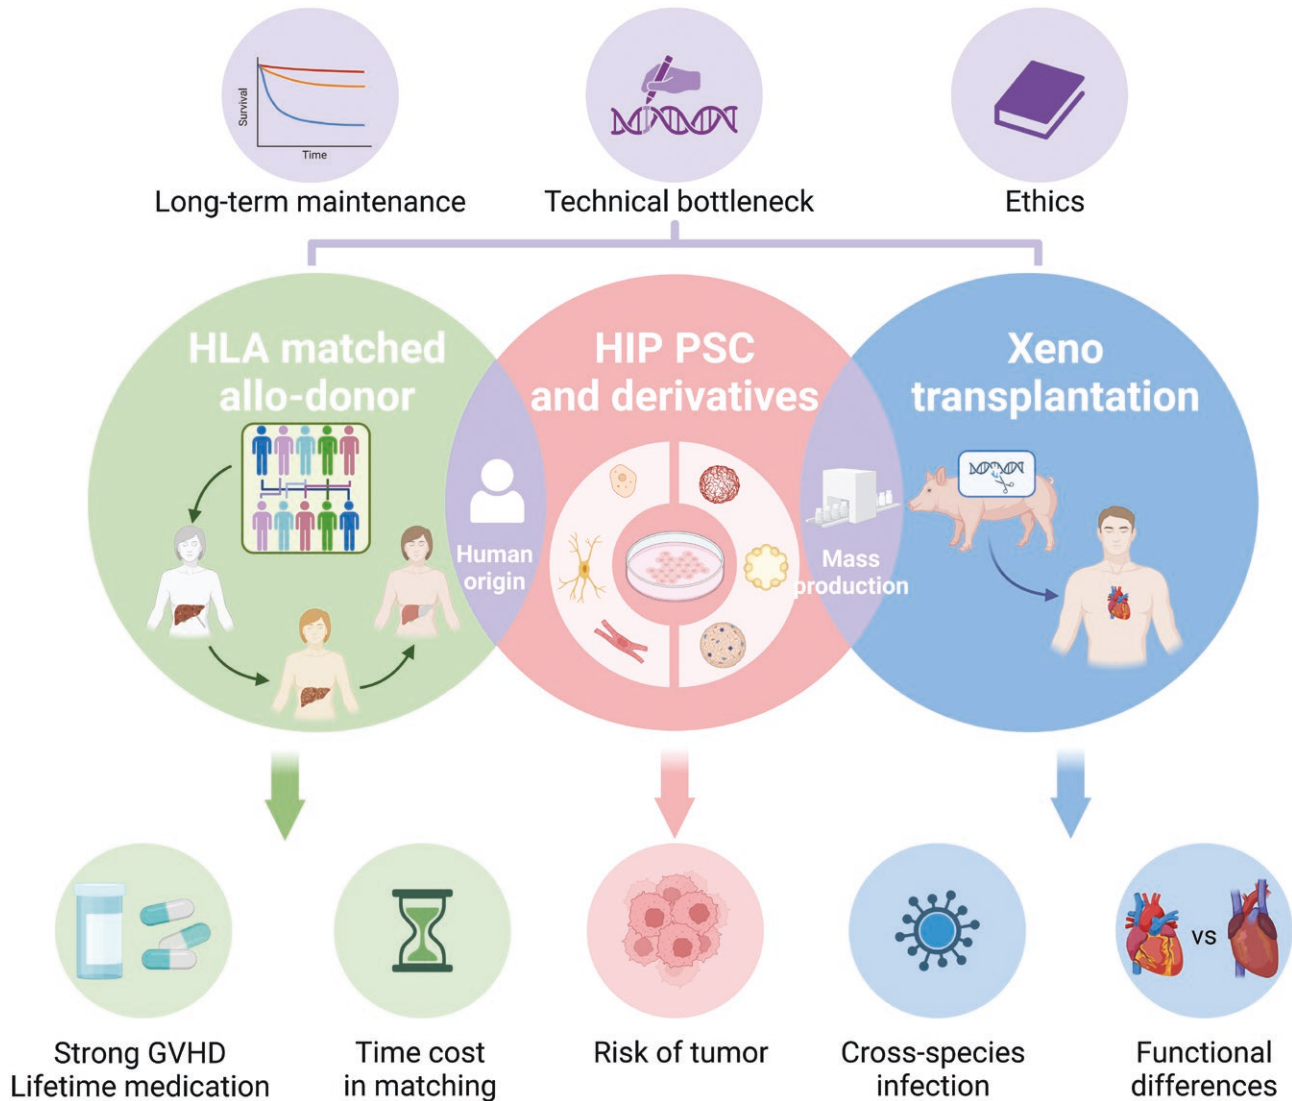 Survival
Time
Long-term maintenance
Technical bottleneck
Ethics
HLA matched
allo-donor
HIP PSC
and derivatives
Xeno
transplantation
Human
origin
Mass
production
Strong GVHD
Lifetime medication
Time cost
in matching
Risk of tumor
Cross-species
infection
vs
Functional
differences